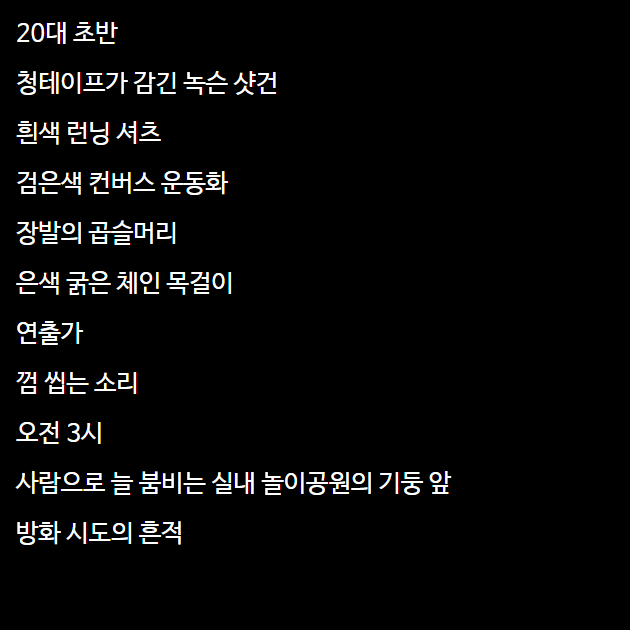 20대 초반
청테이프가 감긴 녹슨 샷건
흰색 런닝 셔츠
검은색 컨버스 운동화
장발의 곱슬머리
은색 굵은 체인 목걸이
연출가
껌 씹는 소리
오전 3시
사람으로 늘 붐비는 실내 놀이공원의 기둥 앞
방화 시도의 흔적